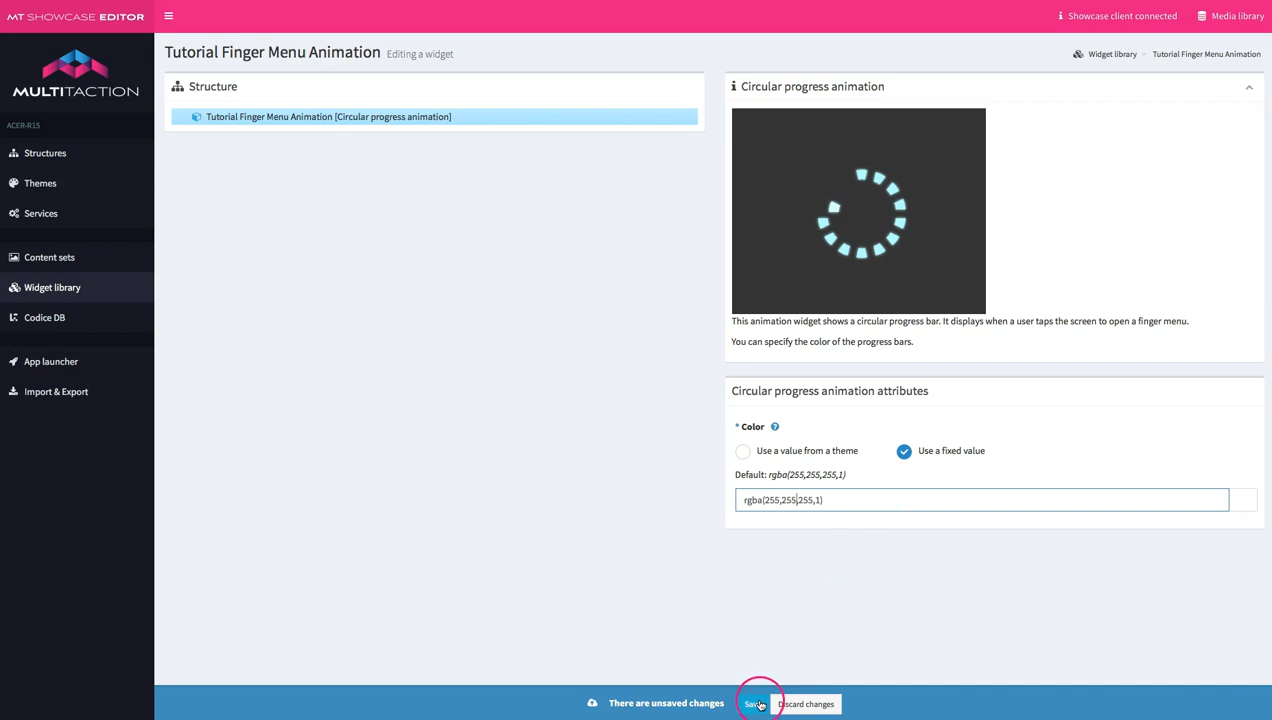 MT SHOWCASE EDITOR
Showcase client connected
Media library
MULTITACTION
ACER-R15
Structures
Themes
Services
Content sets
Widget library
Codice DB
App launcher
Import & Export
Tutorial Finger Menu Animation Editing a widget
Widget library
Tutorial Finger Menu Animation
Structure
Tutorial Finger Menu Animation [Circular progress animation]
Circular progress animation
This animation widget shows a circular progress bar. It displays when a user taps the screen to open a finger menu.
You can specify the color of the progress bars.
Circular progress animation attributes
* Color
Use a value from a theme
Use a fixed value
Default: rgba(255,255,255,1)
rgba(255,255,255,1)
There are unsaved changes
Save
Discard changes